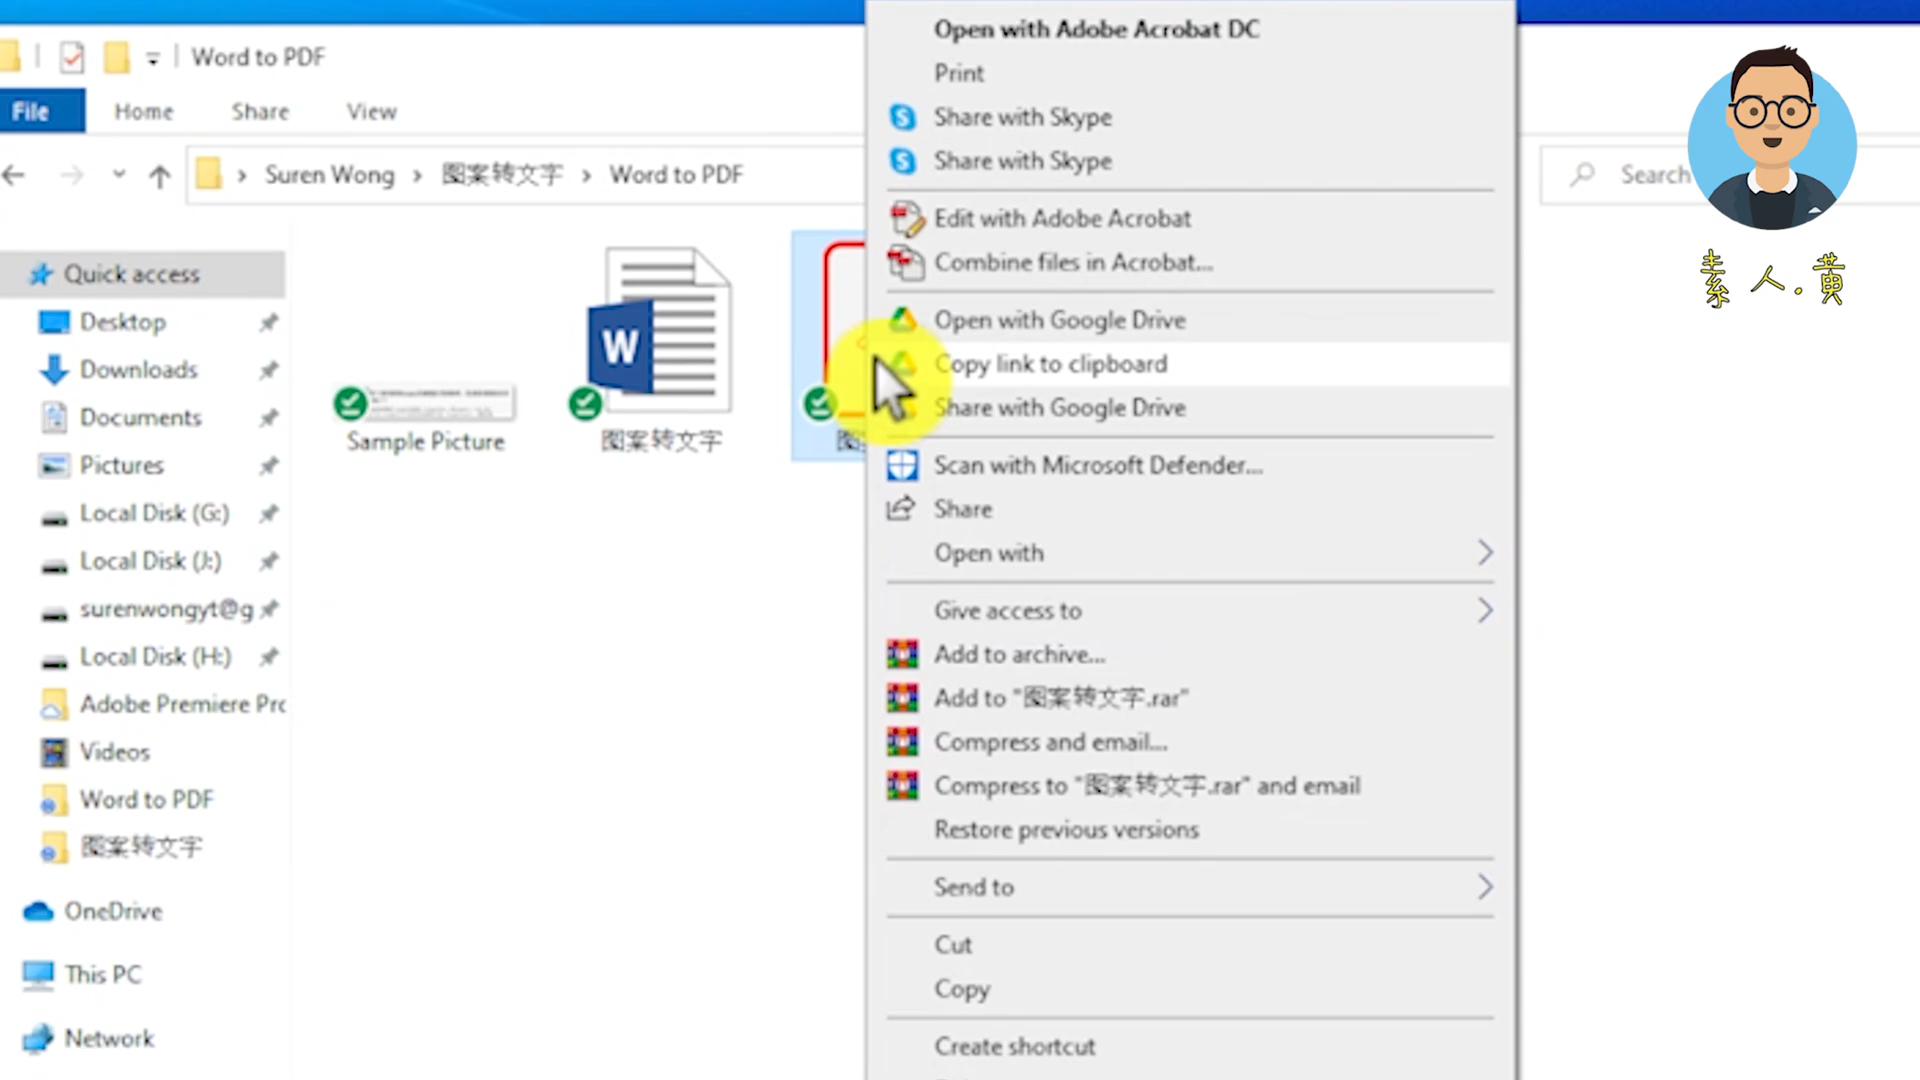 Word to PDF
File
Home
Share
View
Suren Wong
图案转文字
Word to PDF
Search
Quick access
Desktop
Downloads
Documents
Pictures
Local Disk (G:)
Local Disk (J:)
surenwongyt@g
Local Disk (H:)
Adobe Premiere Prc
Videos
Word to PDF
图案转文字
OneDrive
This PC
Network
Sample Picture
图案转文字
图
Open with Adobe Acrobat DC
Print
Share with Skype
Share with Skype
Edit with Adobe Acrobat
Combine files in Acrobat...
Open with Google Drive
Copy link to clipboard
Share with Google Drive
Scan with Microsoft Defender...
Share
Open with
Give access to
Add to archive...
Add to "图案转文字.rar"
Compress and email...
Compress to "图案转文字.rar" and email
Restore previous versions
Send to
Cut
Copy
Create shortcut
素人.黄